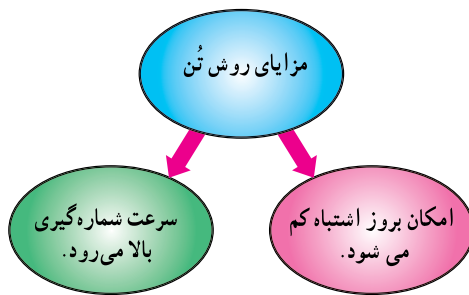 مزایای روش تُن
امکان بروز اشتباه کم
می شود.
سرعت شماره‌گیری
بالا می‌رود.